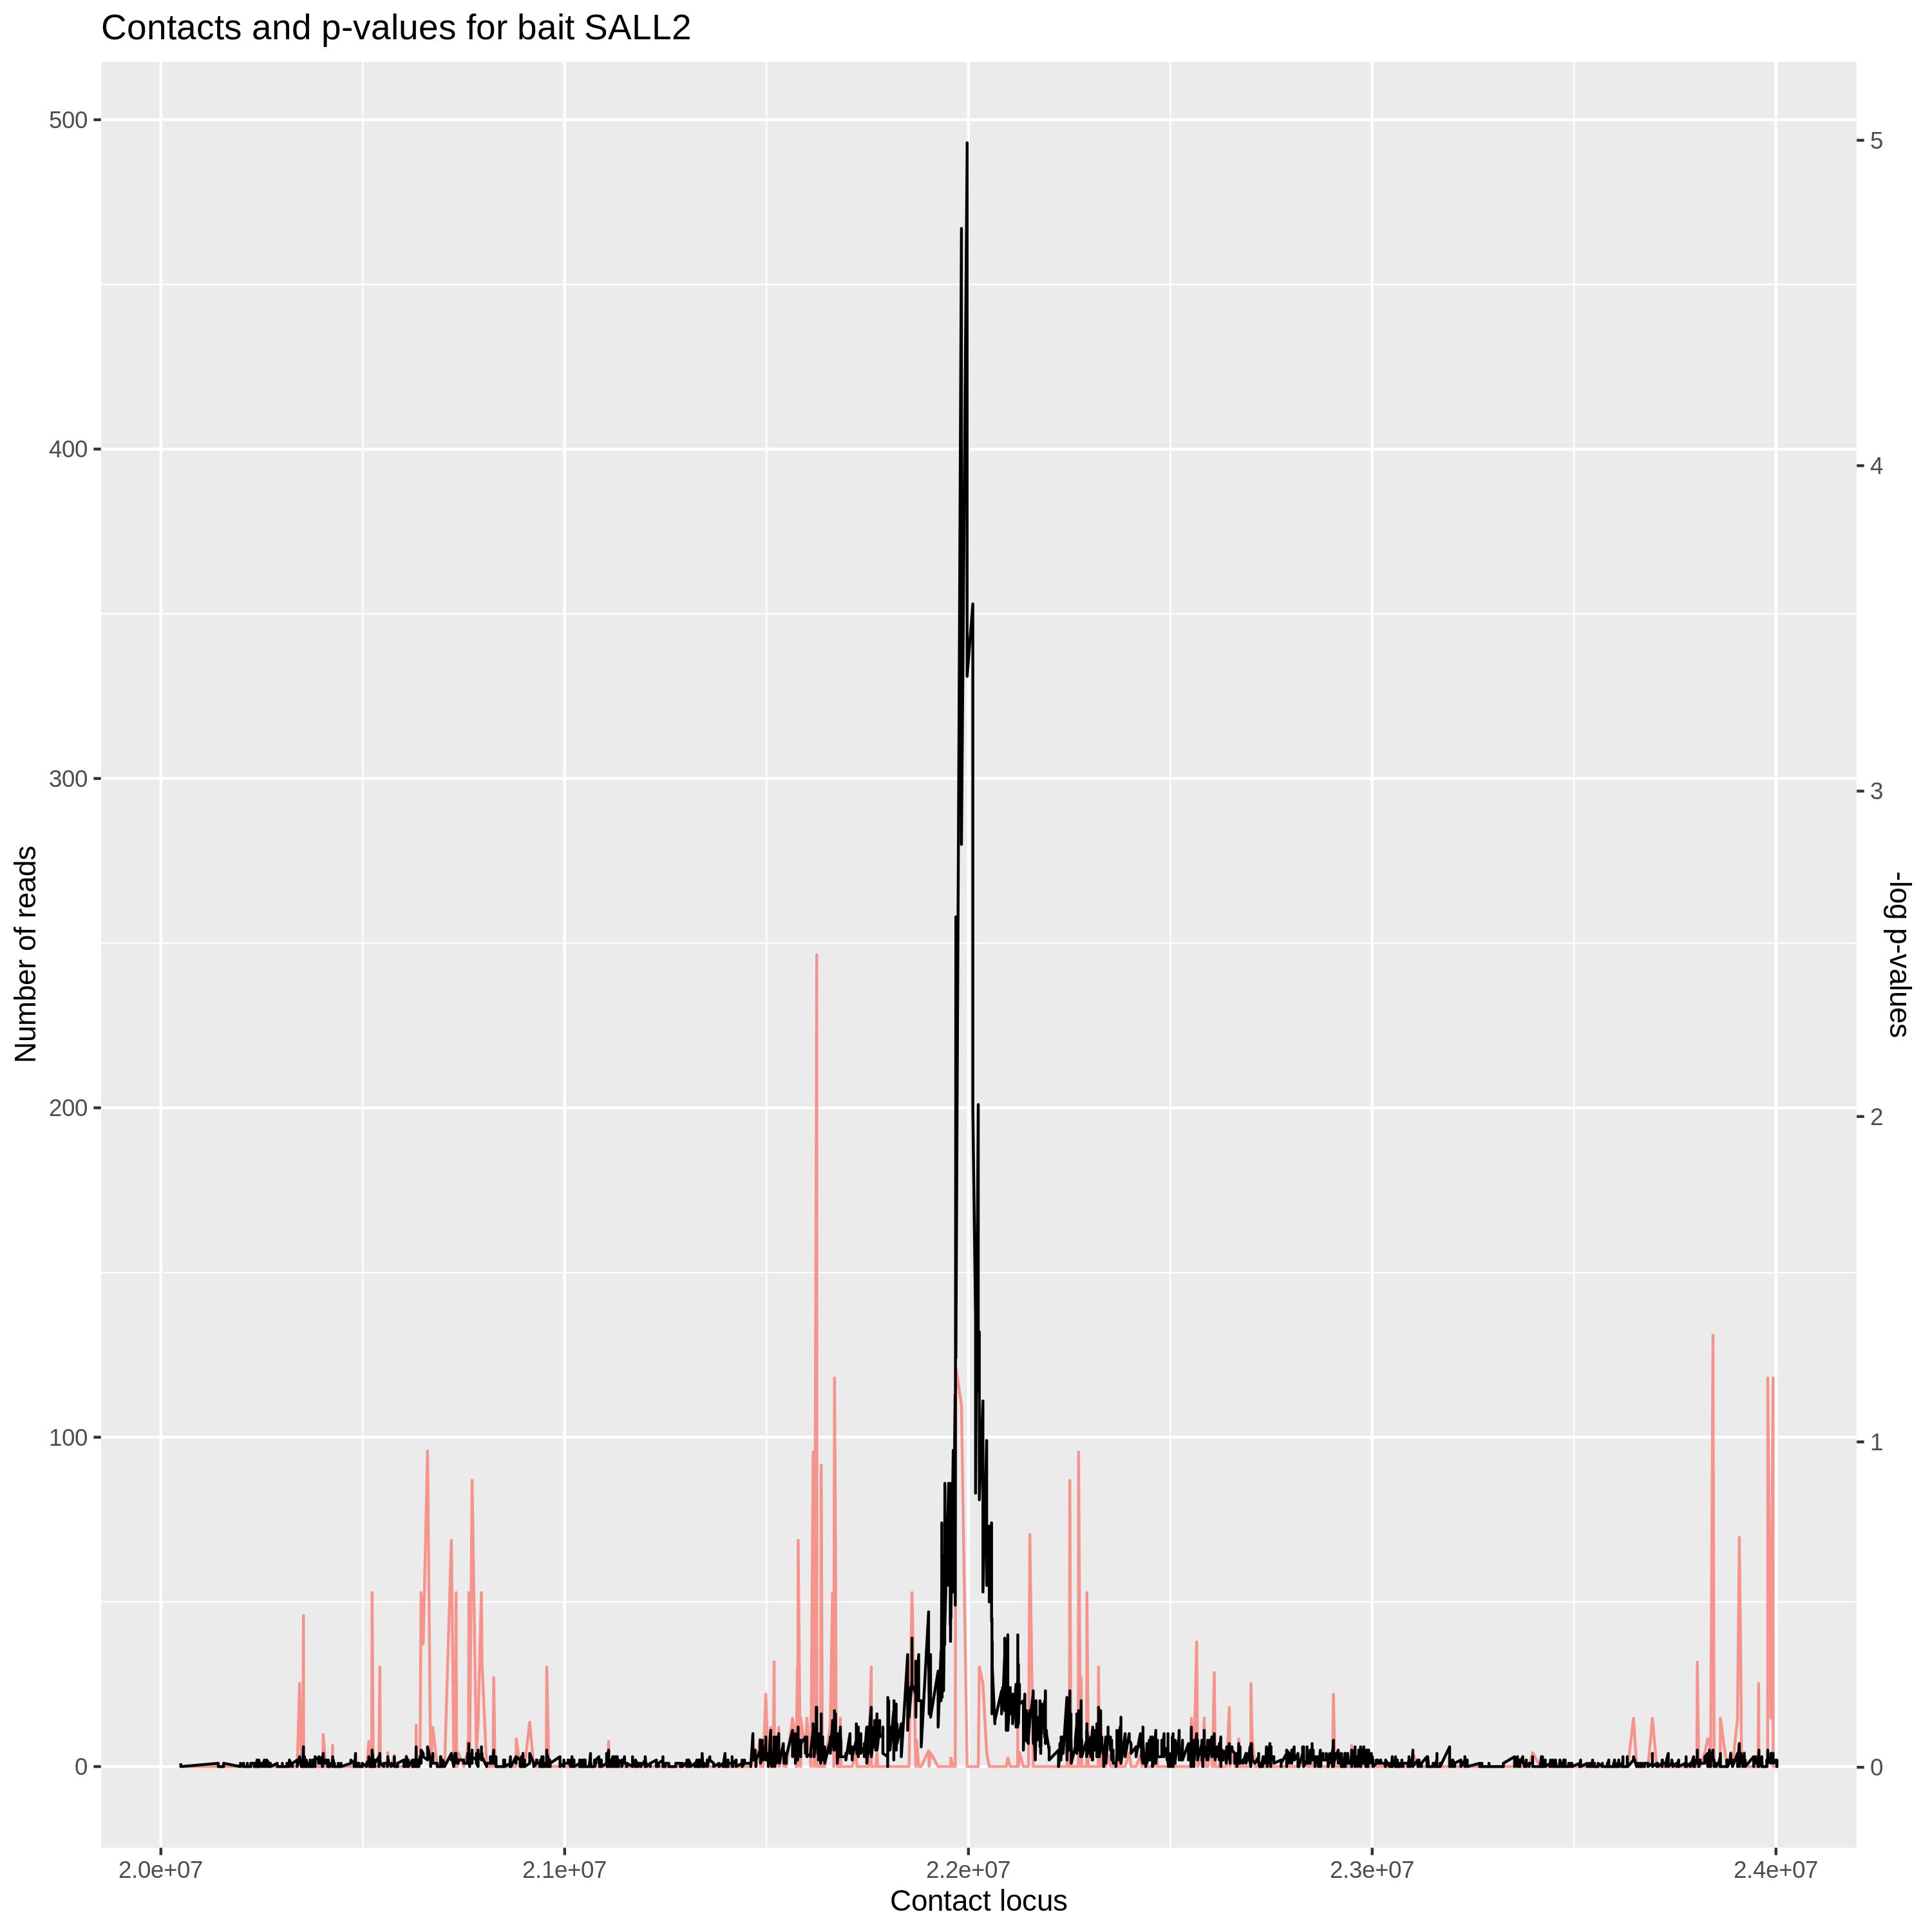 Contacts and p-values for bait SALL2
500
400
300
200
100
0
Number of reads
5
4
3
2
1
0
-log p-values
2.0e+07
2.1e+07
2.2e+07
2.3e+07
2.4e+07
Contact locus